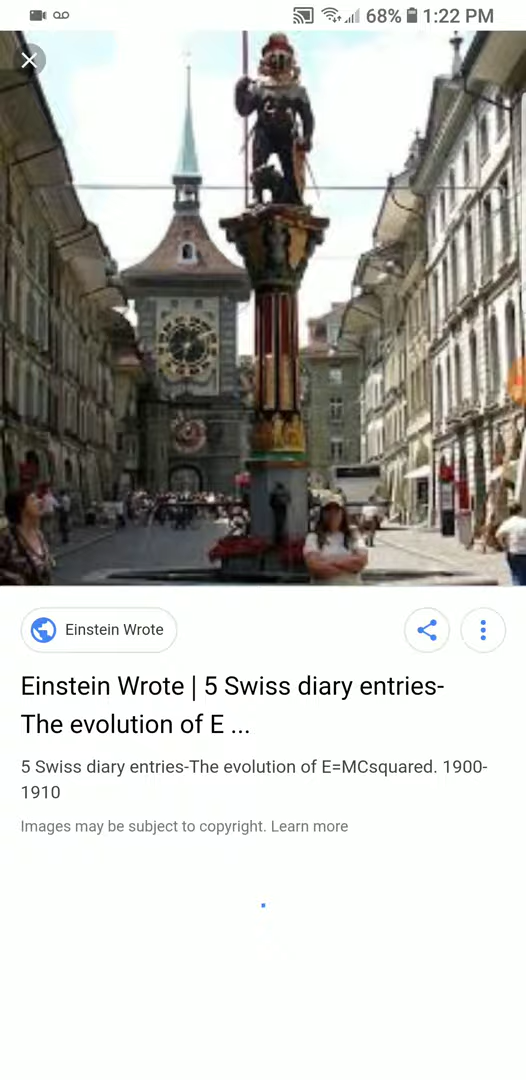 68% 1:22 PM
Einstein Wrote
Einstein Wrote | 5 Swiss diary entries-
The evolution of E ...
5 Swiss diary entries-The evolution of E=MCsquared. 1900-
1910
Images may be subject to copyright. Learn more